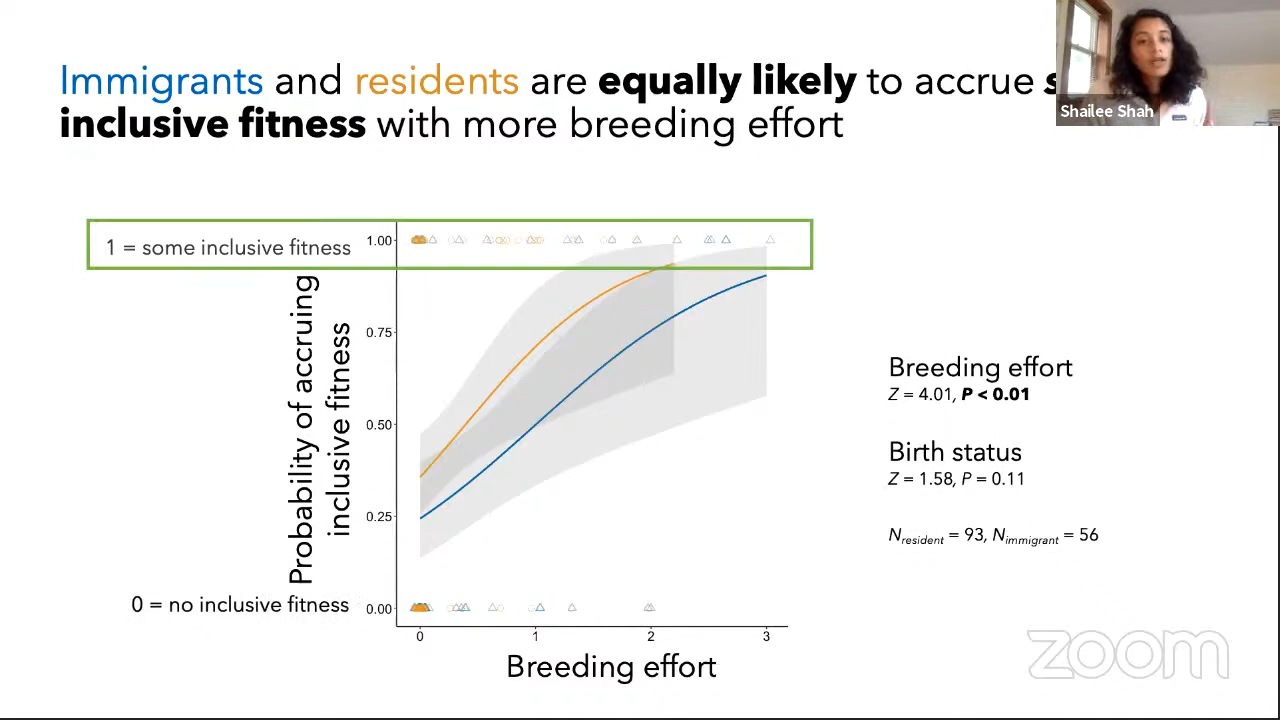 Immigrants and residents are equally likely to accrue
inclusive fitness with more breeding effort
Shailee Shah
1 = some inclusive fitness
0 = no inclusive fitness
Probability of accruing
inclusive fitness
1.00
0.75
0.50
0.25
0.00
0 1 2 3
Breeding effort
Breeding effort
Z = 4.01, P < 0.01
Birth status
Z = 1.58, P = 0.11
Nresident = 93, Nimmigrant = 56
zoom